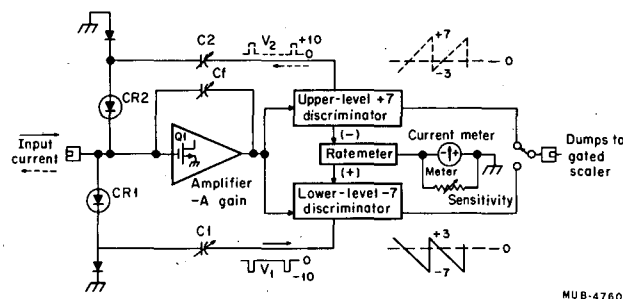 C2
V2
+10
0
+7
0
-3
Cf
CR2
Upper-level +7
discriminator
Input
current
Q1
(-)
Current meter
- +
Ratemeter
Dumps to
gated
scaler
Amplifier
-A gain
(+)
Meter
Sensitivity
CR1
Lower-level -7
discriminator
C1
+3
0
-7
V1
0
-10
MUB-4760